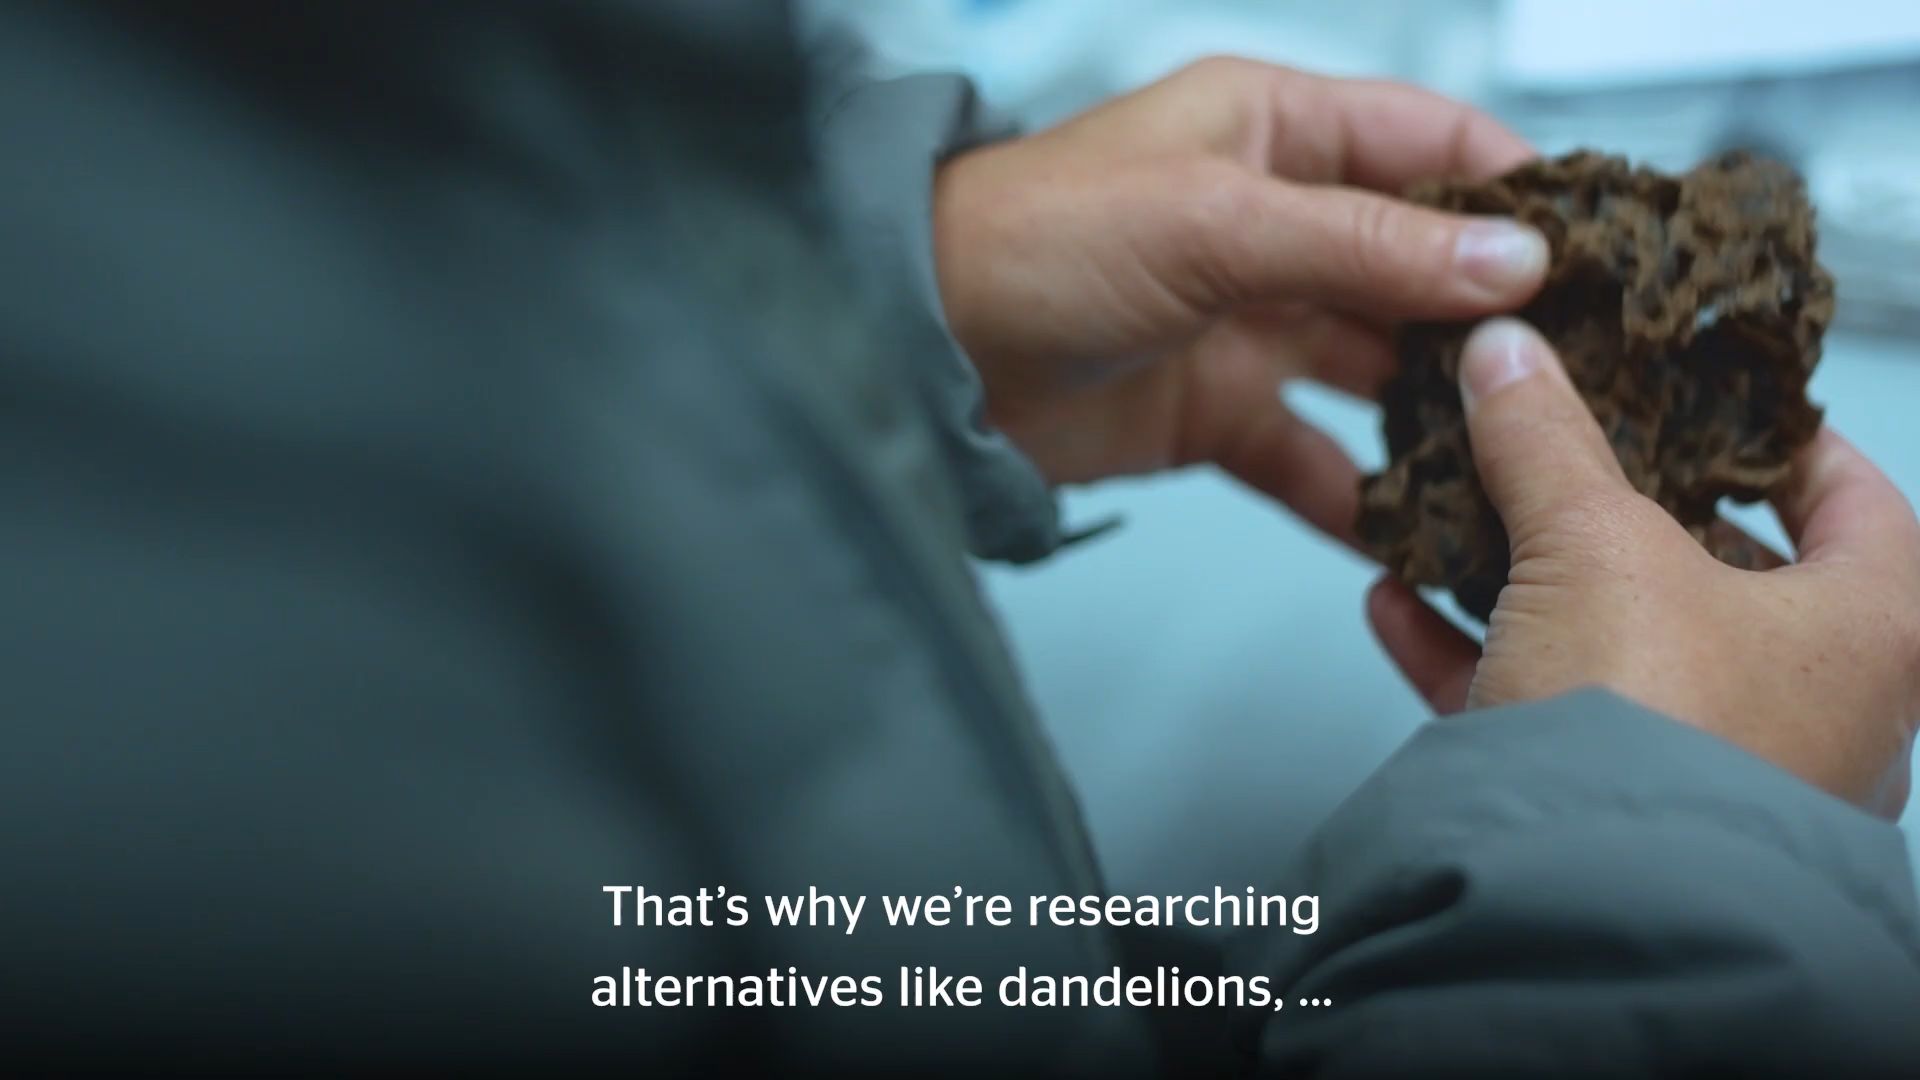 That’s why we’re researching
alternatives like dandelions, ...